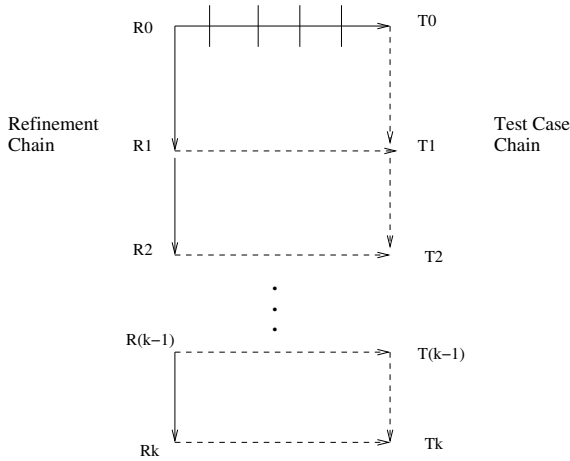 R0
T0
Refinement
Chain
R1
T1
Test Case
Chain
R2
T2
R(k−1)
T(k−1)
Rk
Tk